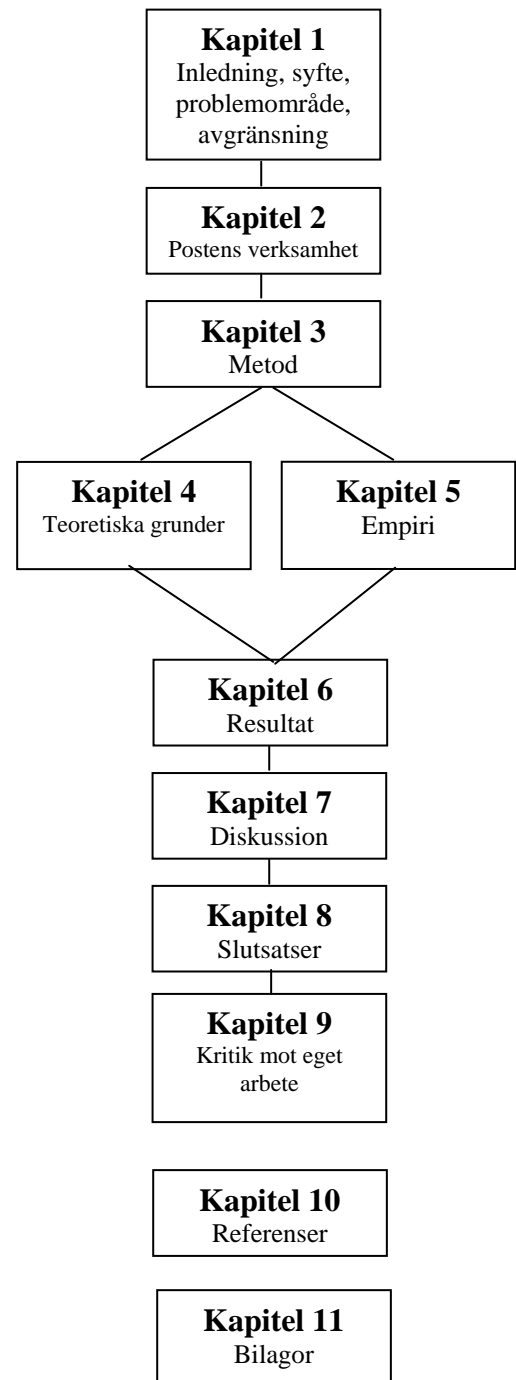 Kapitel 1
Inledning, syfte,
problemområde,
avgränsning
Kapitel 2
Postens verksamhet
Kapitel 3
Metod
Kapitel 4
Teoretiska grunder
Kapitel 5
Empiri
Kapitel 6
Resultat
Kapitel 7
Diskussion
Kapitel 8
Slutsatser
Kapitel 9
Kritik mot eget
arbete
Kapitel 10
Referenser
Kapitel 11
Bilagor